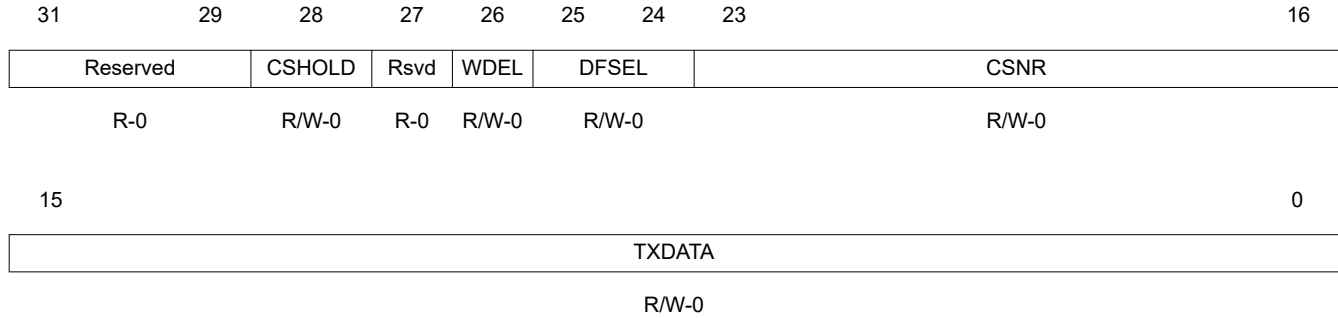 31 29 28 27 26 25 24 23 16
Reserved CSHOLD Rsvd WDEL DFSEL CSNR
R-0 R/W-0 R-0 R/W-0 R/W-0 R/W-0
15 0
TXDATA
R/W-0